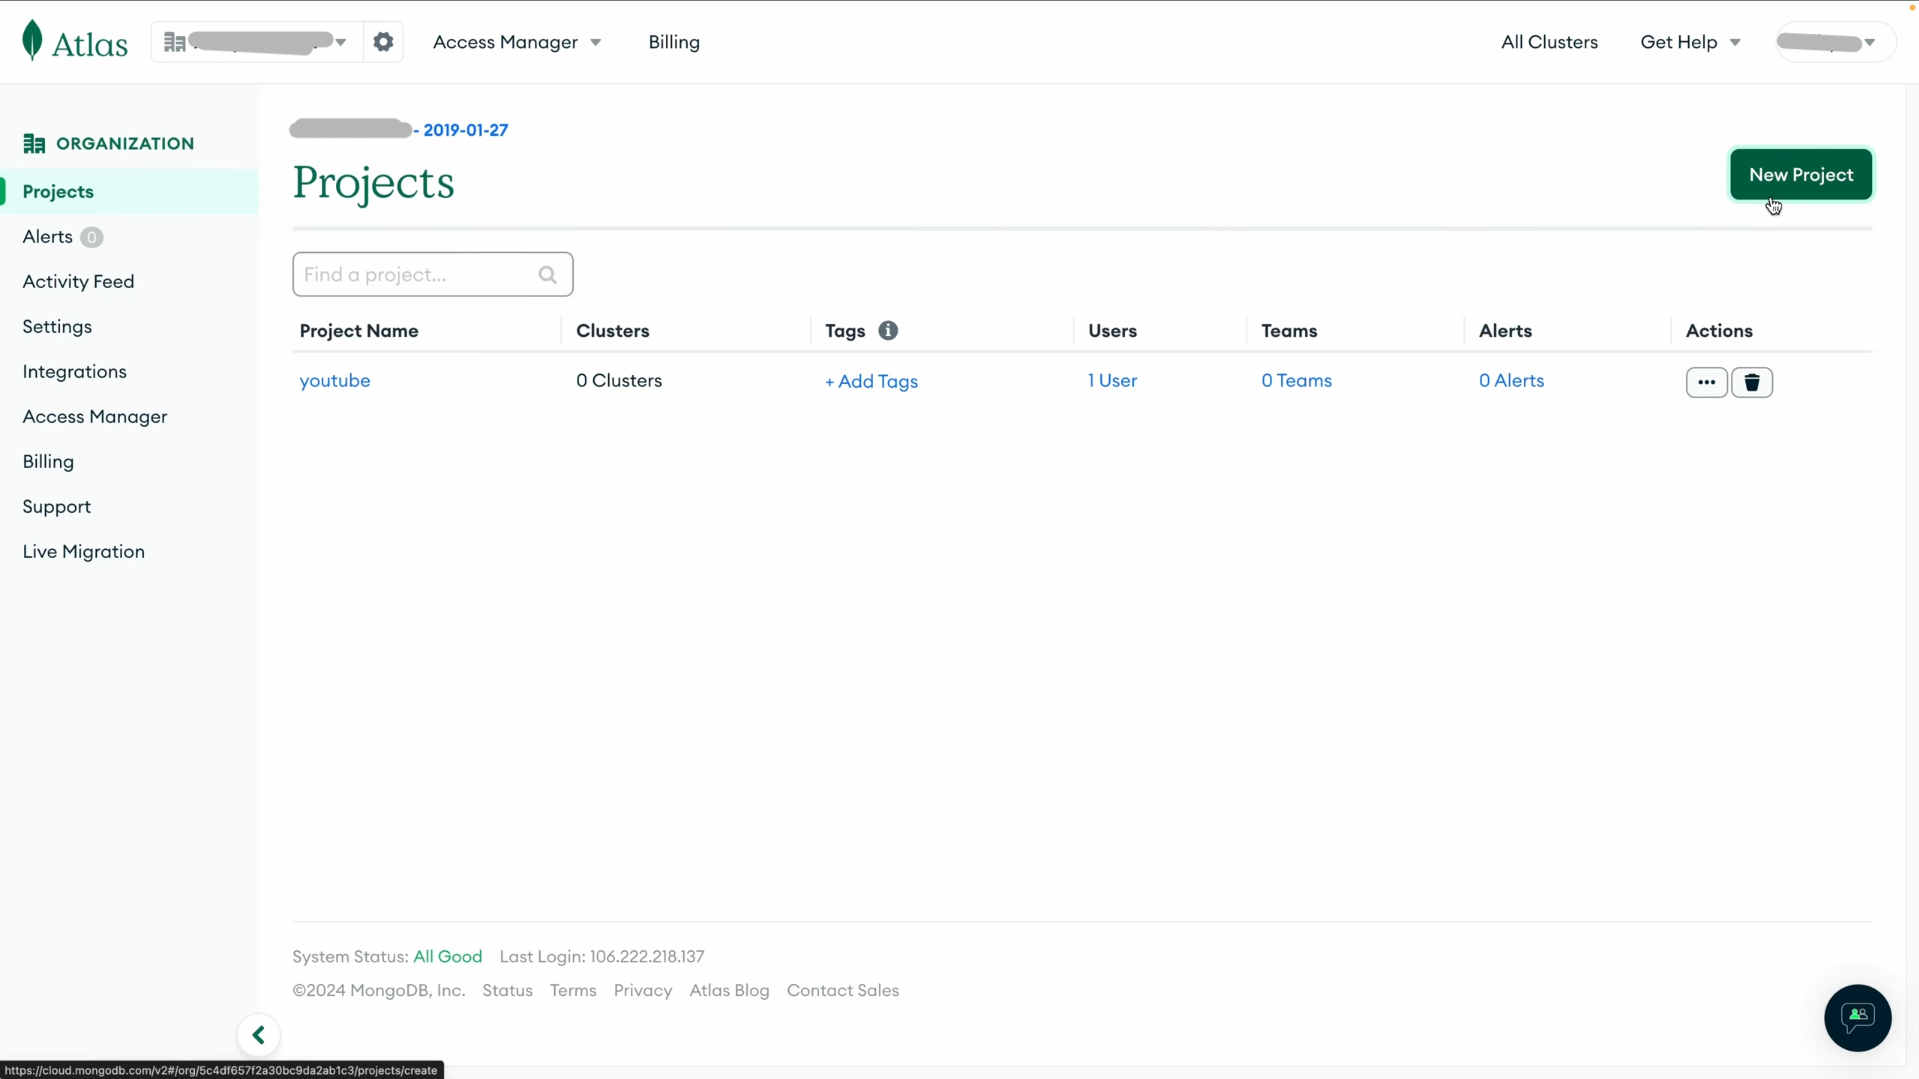 Atlas
Access Manager
Billing
All Clusters
Get Help
ORGANIZATION
Projects
Alerts 0
Activity Feed
Settings
Integrations
Access Manager
Billing
Support
Live Migration
- 2019-01-27
Projects
New Project
Find a project...
Project Name Clusters Tags Users Teams Alerts Actions
youtube 0 Clusters + Add Tags 1 User 0 Teams 0 Alerts
System Status: All Good Last Login: 106.222.218.137
©2024 MongoDB, Inc. Status Terms Privacy Atlas Blog Contact Sales
https://cloud.mongodb.com/v2#/org/5c4df657f2a30bc9da2ab1c3/projects/create